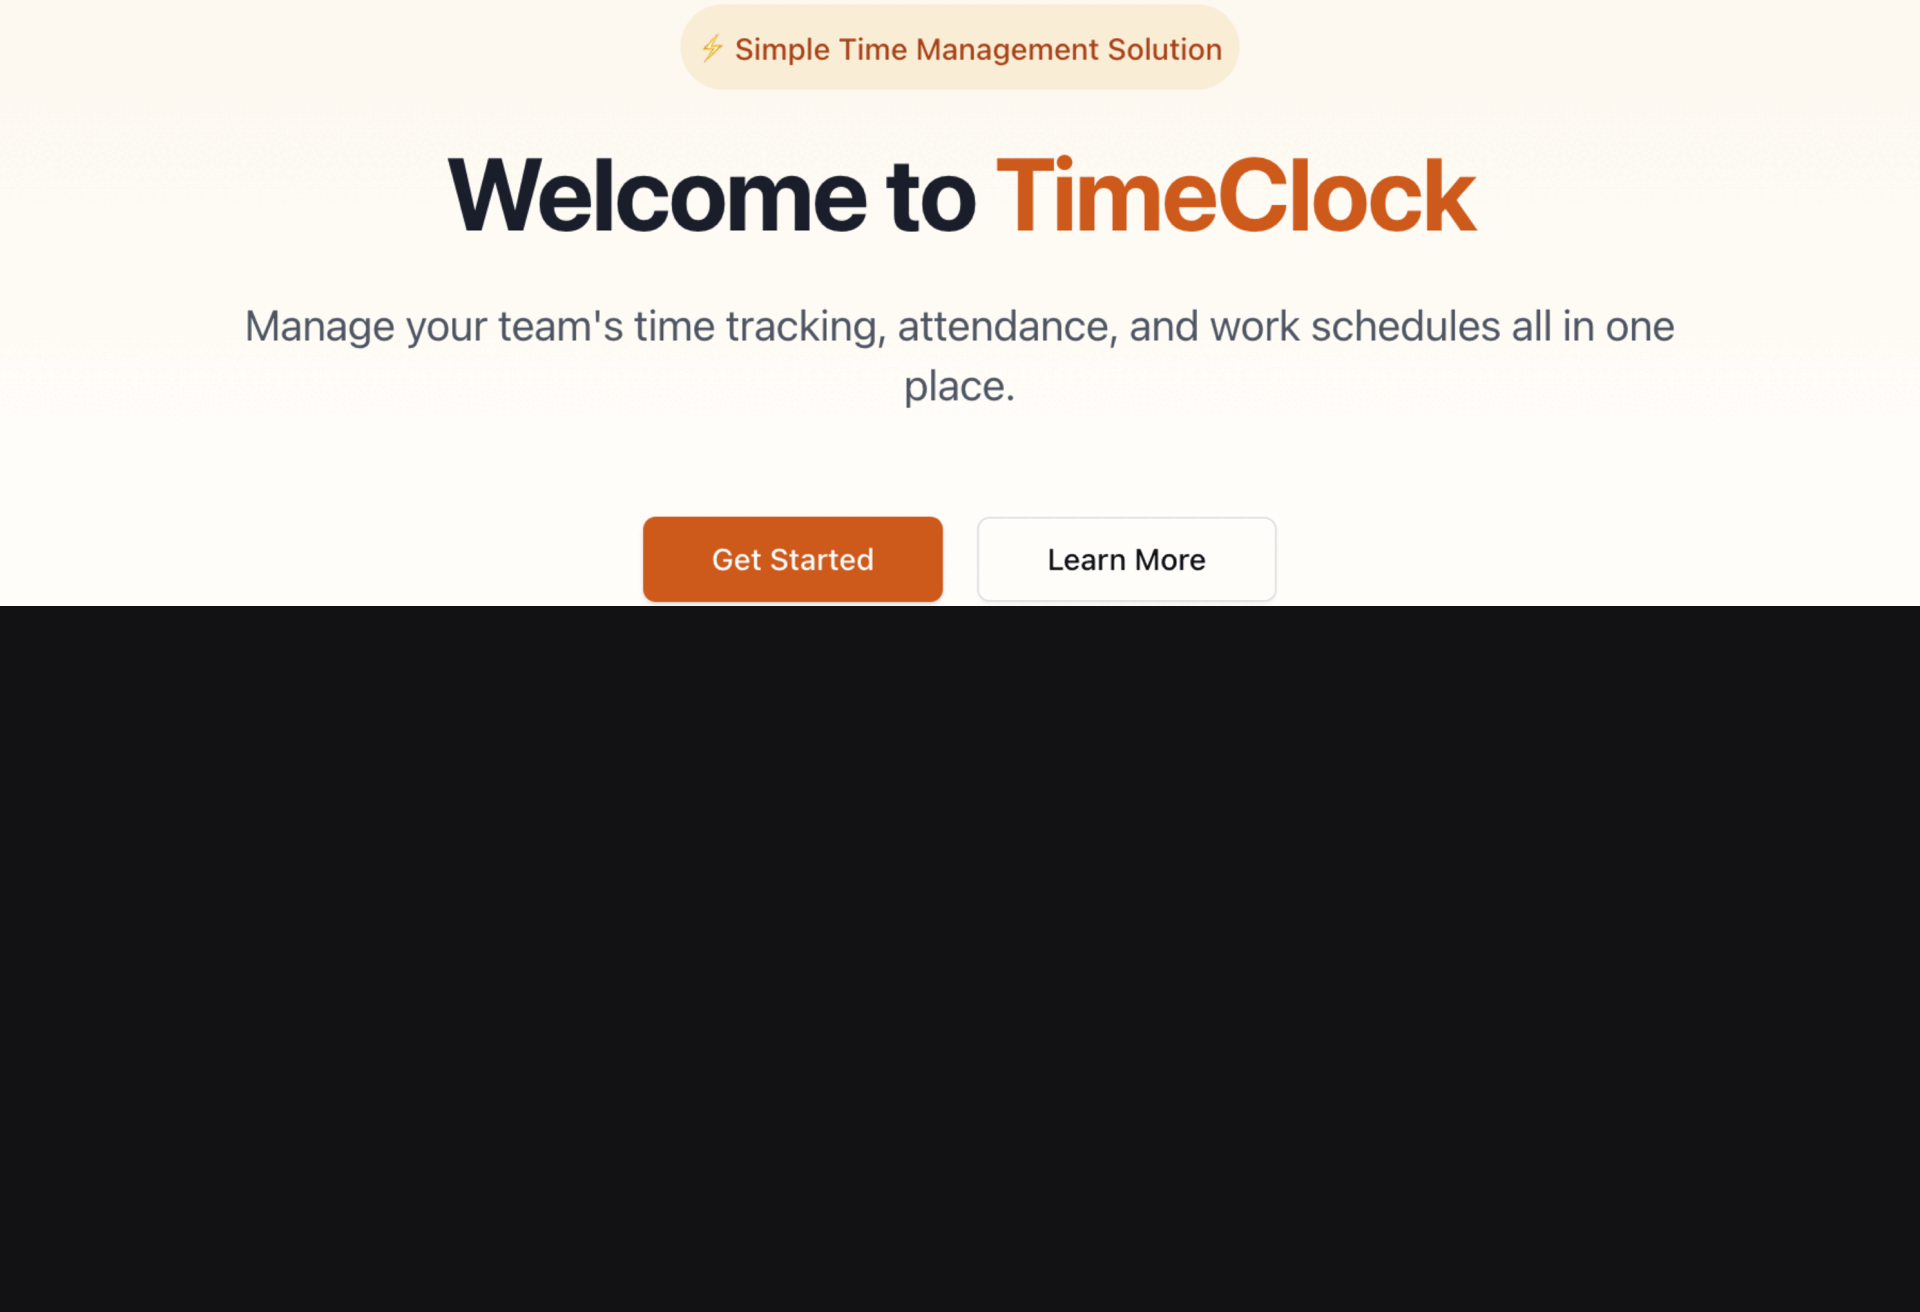 ⚡ Simple Time Management Solution
Welcome to TimeClock
Manage your team's time tracking, attendance, and work schedules all in one
place.
Get Started
Learn More